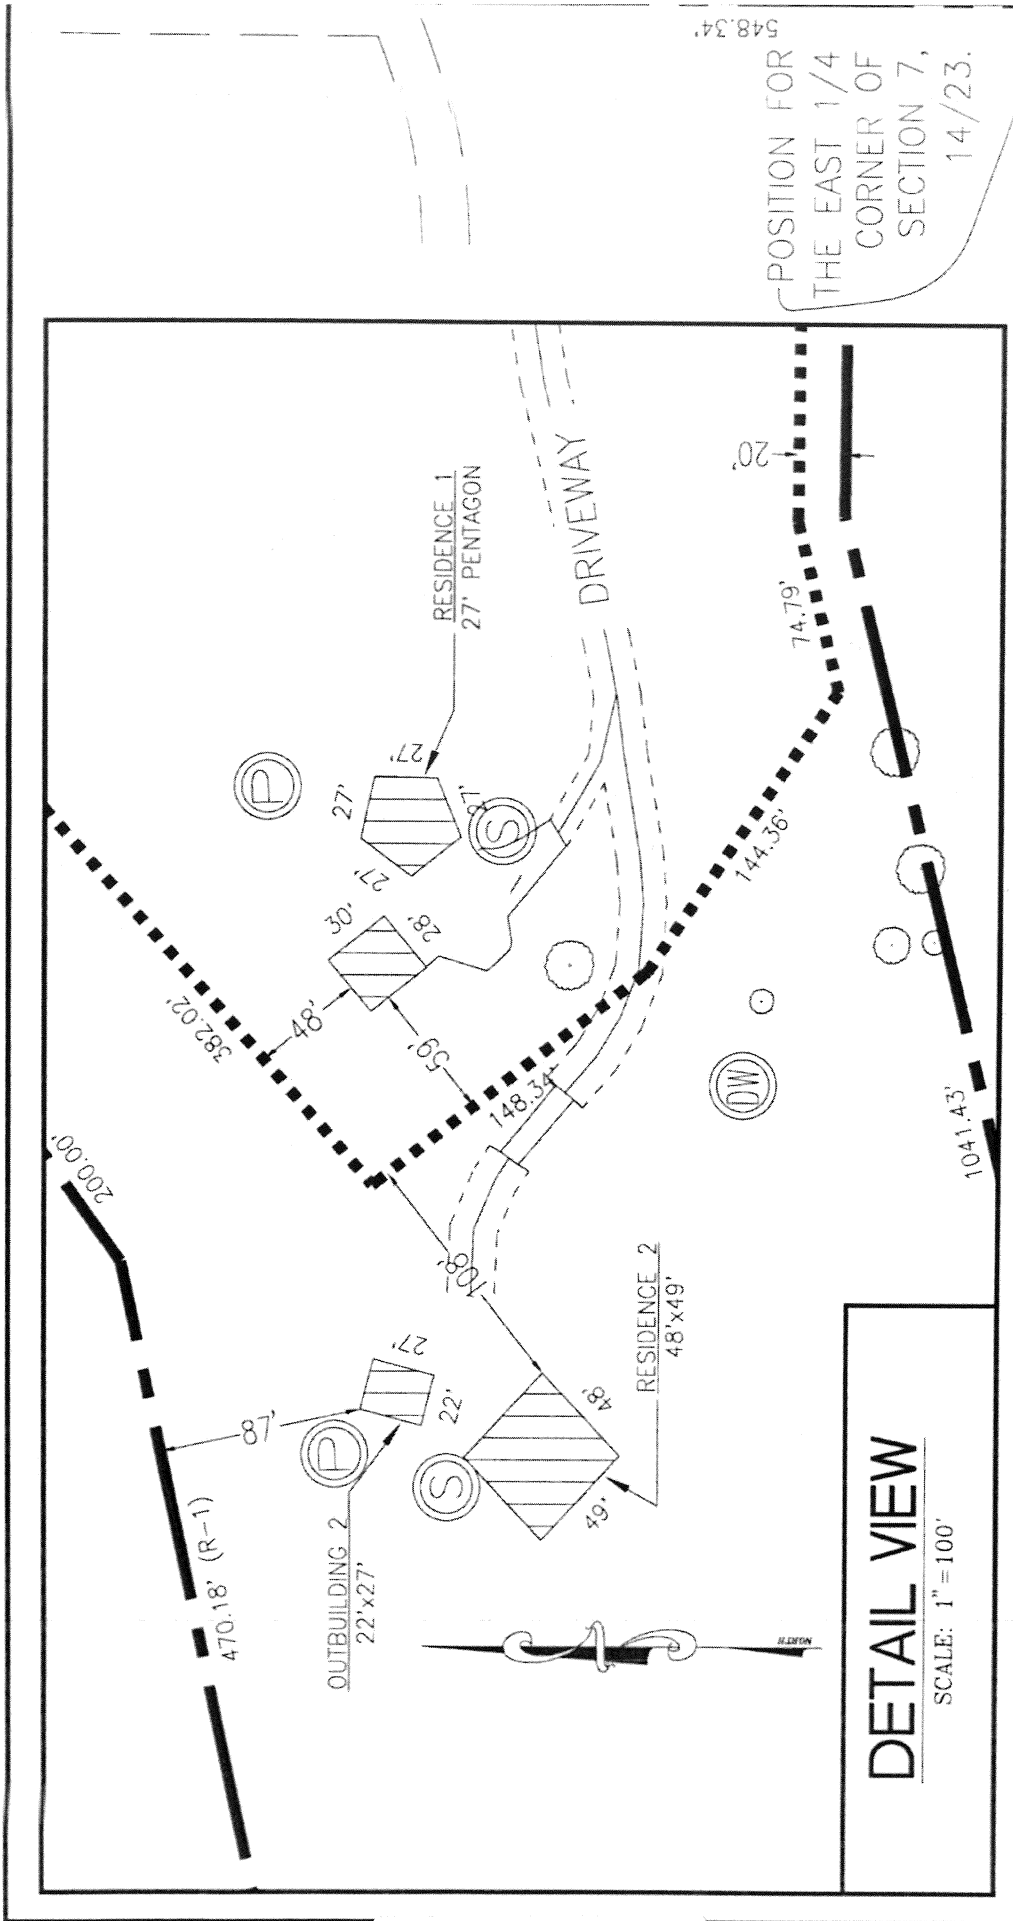 548.34'
POSITION FOR
THE EAST 1/4
CORNER OF
SECTION 7,
14/23.
DRIVEWAY
20'
RESIDENCE 1
27' PENTAGON
74.79'
P
27'
27'
27'
27'
S
144.36'
30'
28'
382.02'
48'
59'
148.34'
DW
1041.43'
200.00'
108'
RESIDENCE 2
48'x49'
27'
22'
87'
P
S
48'
49'
470.18' (R-1)
OUTBUILDING 2
22'x27'
NORTH
DETAIL VIEW
SCALE: 1"=100'